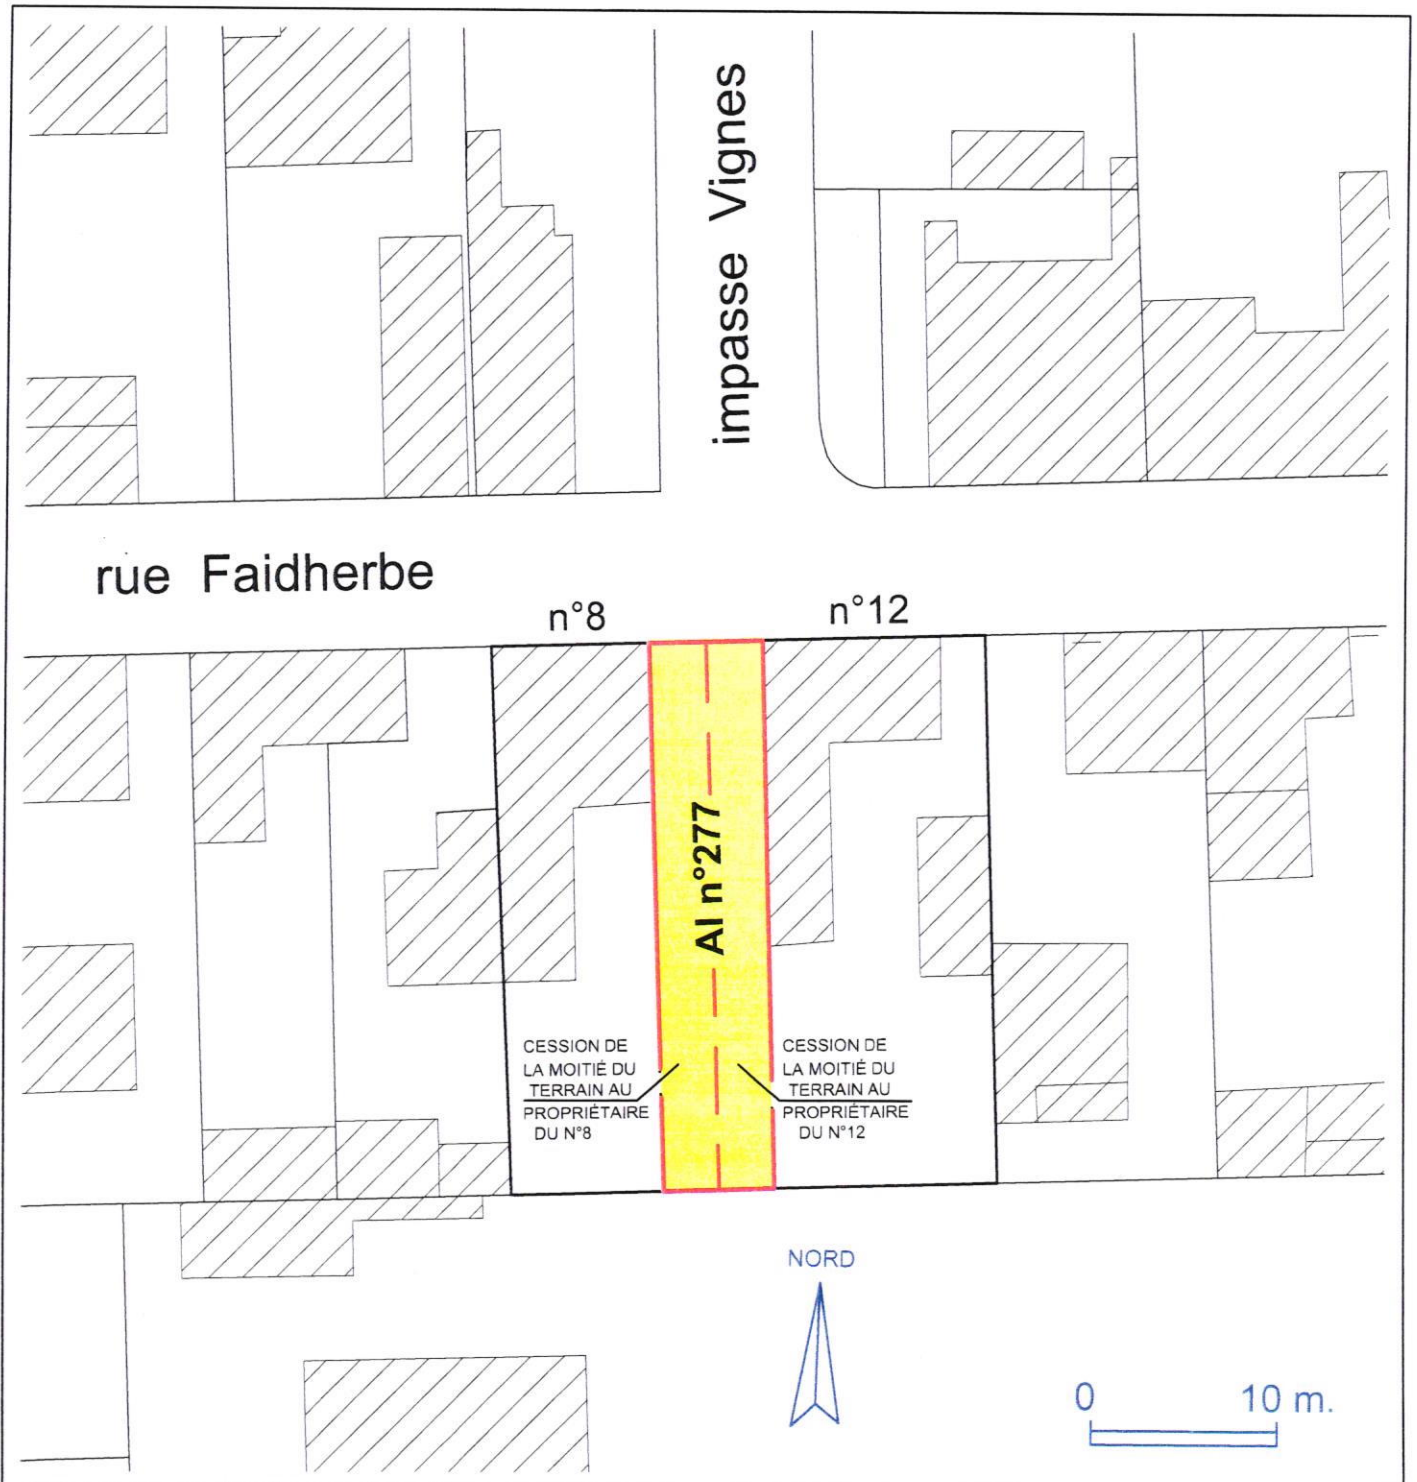 impasse Vignes
rue Faidherbe
n°8
n°12
AI n°277
CESSION DE
LA MOITIÉ DU
TERRAIN AU
PROPRIÉTAIRE
DU N°8
CESSION DE
LA MOITIÉ DU
TERRAIN AU
PROPRIÉTAIRE
DU N°12
NORD
0 10 m.